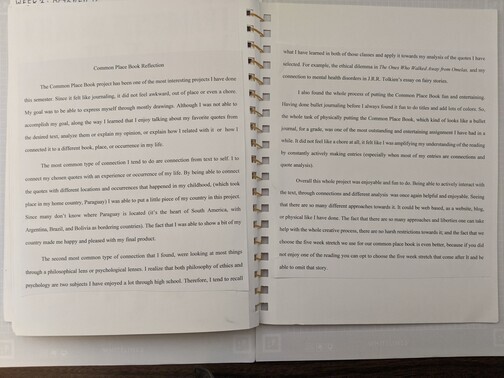 WEEK 1:
Common Place Book Reflection
The Common Place Book project has been one of the most interesting projects I have done
this semester. Since it felt like journaling, it did not feel awkward, out of place or even a chore.
My goal was to be able to express myself through mostly drawings. Although I was not able to
accomplish my goal, along the way I learned that I enjoy talking about my favorite quotes from
the desired text, analyze them or explain my opinion, or explain how I related with it or how i
connected it to a different book, place, or occurrence in my life.
The most common type of connection I tend to do are connection from text to self. I to
connect my chosen quotes with an experience or occurrence of my life. By being able to connect
the quotes with different locations and occurrences that happened in my childhood, (which took
place in my home country, Paraguay) I was able to put a little piece of my country in this project.
Since many don't know where Paraguay is located (it's the heart of South America, with
Argentina, Brazil, and Bolivia as bordering countries). The fact that I was able to show a bit of my
country made me happy and pleased with my final product.
The second most common type of connection that I found, were looking at most things
through a philosophical lens or psychological lenses. I realize that both philosophy of ethics and
psychology are two subjects I have enjoyed a lot through high school. Therefore, I tend to recall
what I have learned in both of those classes and apply it towards my analysis of the quotes I have
selected. For example, the ethical dilemma in The Ones Who Walked Away from Omelas, and my
connection to mental health disorders in J.R.R. Tolkien's essay on fairy stories.
I also found the whole process of putting the Common Place Book fun and entertaining.
Having done bullet journaling before I always found it fun to do titles and add lots of colors. So,
the whole task of physically putting the Common Place Book, which kind of looks like a bullet
journal, for a grade, was one of the most outstanding and entertaining assignment I have had in a
while. It did not feel like a chore at all; it felt like I was amplifying my understanding of the reading
by constantly actively making entries (especially when most of my entries are connections and
quote analysis).
Overall this whole project was enjoyable and fun to do. Being able to actively interact with
the text, through connections and different analysis was once again helpful and enjoyable. Seeing
that there are so many different approaches towards it. It could be web based, as a website, blog,
or physical like I have done. The fact that there are so many approaches and liberties one can take
help with the whole creative process, there are no harsh restrictions towards it; and the fact that we
choose the five week stretch we use for out common place book is even better, because if you did
not enjoy one of the reading you can opt to choose the five week stretch that come after it and be
able to omit that story.